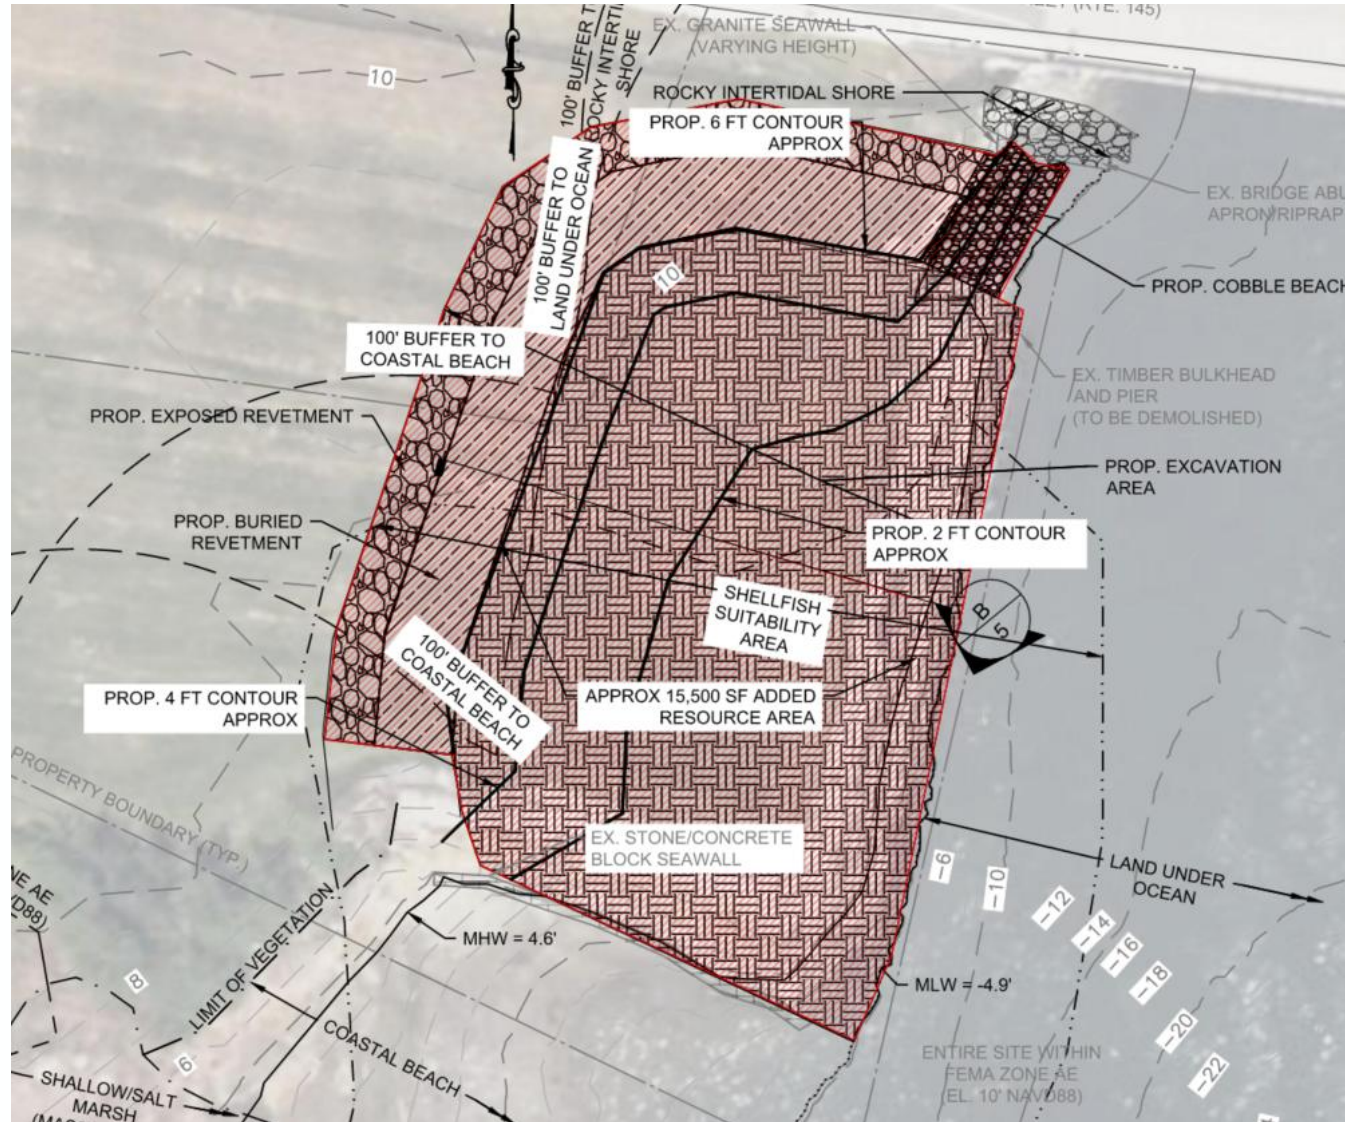 (RTE. 145)
EX. GRANITE SEAWALL
(VARYING HEIGHT)
100' BUFFER
ROCKY
SHORE
10
ROCKY INTERTIDAL SHORE
PROP. 6 FT CONTOUR
APPROX
EX. BRIDGE
APRON/RIPRAP
100' BUFFER TO
LAND UNDER OCEAN
10
PROP. COBBLE BEACH
100' BUFFER TO
COASTAL BEACH
EX. TIMBER BULKHEAD
AND PIER
(TO BE DEMOLISHED)
PROP. EXPOSED REVETMENT
PROP. EXCAVATION
AREA
PROP. BURIED
REVETMENT
PROP. 2 FT CONTOUR
APPROX
SHELLFISH
SUITABILITY
AREA
B
5
100' BUFFER TO
COASTAL BEACH
PROP. 4 FT CONTOUR
APPROX
APPROX 15,500 SF ADDED
RESOURCE AREA
PROPERTY BOUNDARY (TYP.)
EX. STONE/CONCRETE
BLOCK SEAWALL
LAND UNDER
OCEAN
-6
-10
-12
-14
-16
-18
-20
-22
AE
LIMIT OF VEGETATION
MHW = 4.6'
8
6
MLW = -4.9'
COASTAL BEACH
SHALLOW/SALT
MARSH
ENTIRE SITE WITHIN
FEMA ZONE AE
(EL. 10' NAVD88)